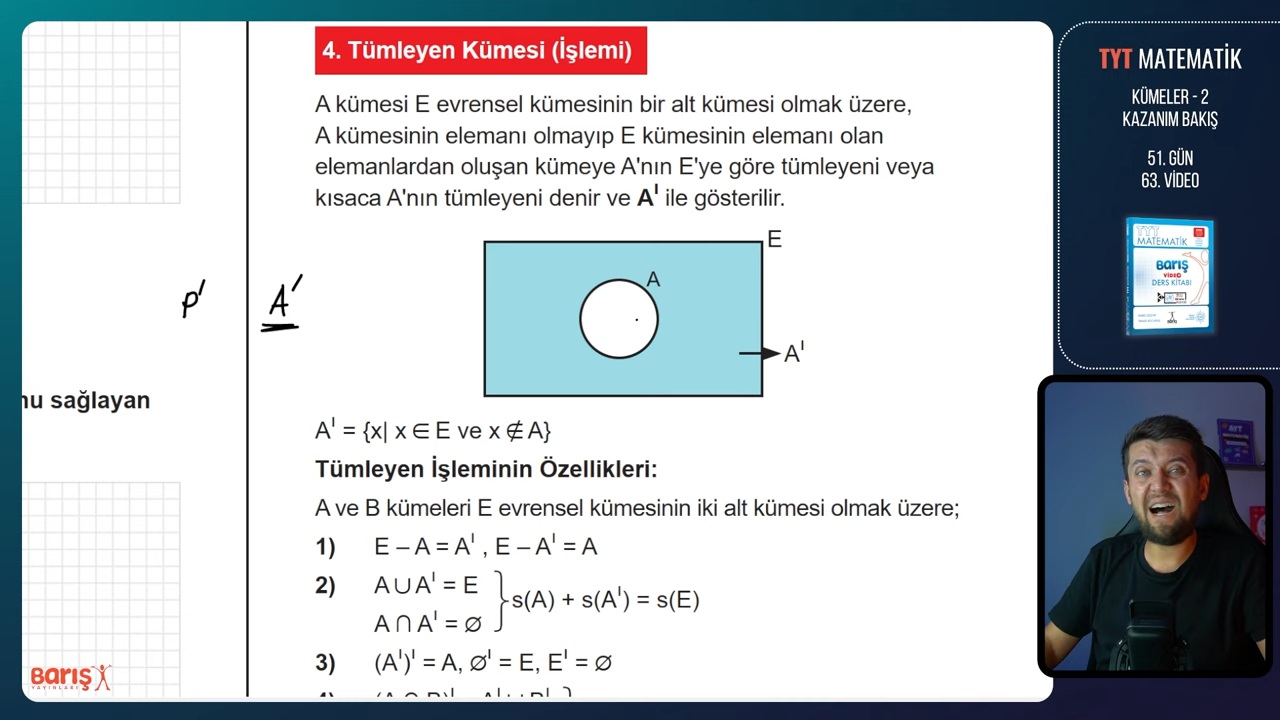 4. Tümleyen Kümesi (İşlemi)
A kümesi E evrensel kümesinin bir alt kümesi olmak üzere,
A kümesinin elemanı olmayıp E kümesinin elemanı olan
elemanlardan oluşan kümeye A'nın E'ye göre tümleyeni veya
kısaca A'nın tümleyeni denir ve A' ile gösterilir.
E
A
A'
p'
A'
nu sağlayan
A' = {x| x ∈ E ve x ∉ A}
Tümleyen İşleminin Özellikleri:
A ve B kümeleri E evrensel kümesinin iki alt kümesi olmak üzere;
1) E – A = A' , E – A' = A
2) A ∪ A' = E
A ∩ A' = ∅
s(A) + s(A') = s(E)
3) (A')' = A, ∅' = E, E' = ∅
BARIŞ
YAYINLARI
TYT MATEMATİK
KÜMELER - 2
KAZANIM BAKIŞ
51. GÜN
63. VİDEO
TYT
MATEMATİK
BARIŞ
VİDEO
DERS KİTABI